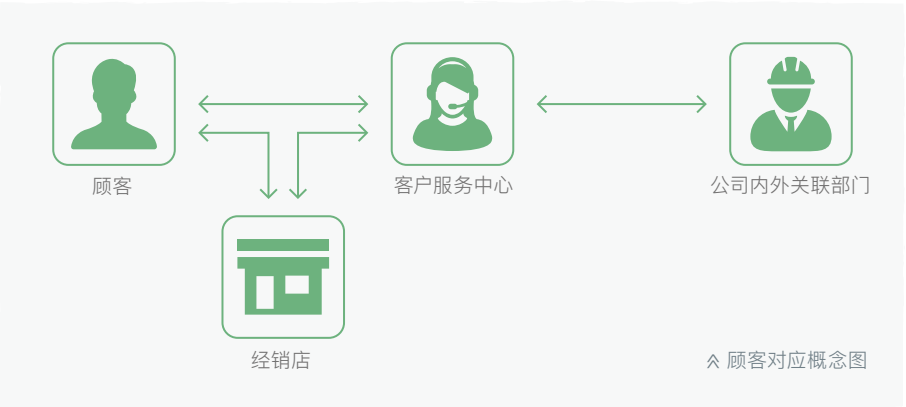 顾客
客户服务中心
公司内外关联部门
经销店
顾客对应概念图